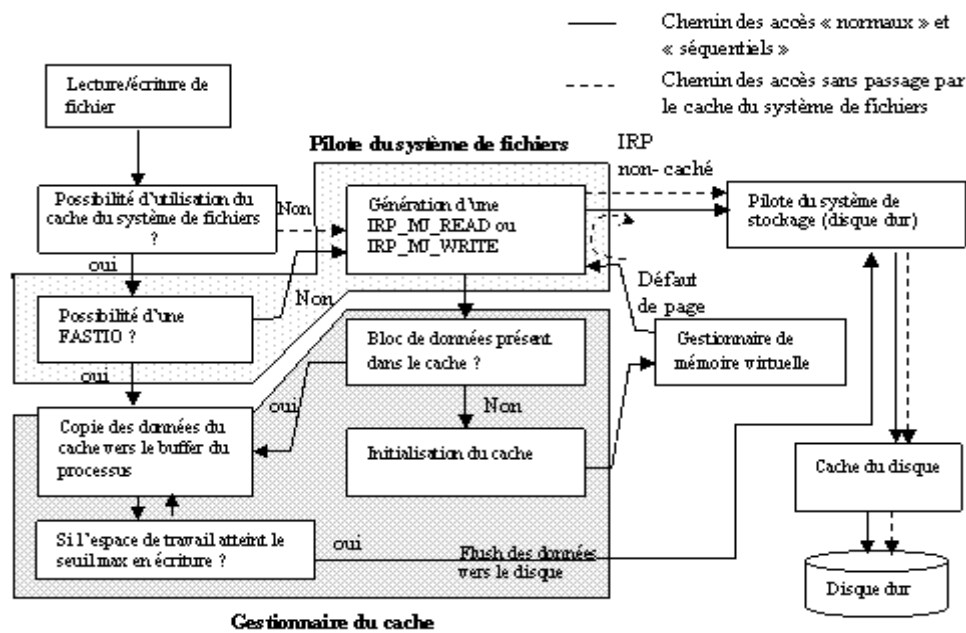 Chemin des accès « normaux » et
« séquentiels »
Chemin des accès sans passage par
le cache du système de fichiers
Lecture/écriture de
fichier
Pilote du système de fichiers
IRP
non- caché
Possibilité d'utilisation du
cache du système de fichiers
?
Non
Génération d'une
IRP_MJ_READ ou
IRP_MJ_WRITE
Pilote du système de
stockage (disque dur)
oui
Non
Défaut
de page
Possibilité d'une
FASTIO ?
Bloc de données présent
dans le cache ?
Gestionnaire de
mémoire virtuelle
oui
oui
Non
Copie des données du
cache vers le buffer du
processus
Initialisation du cache
Cache du disque
Si l'espace de travail atteint le
seuil max en écriture ?
oui
Flush des données
vers le disque
Disque dur
Gestionnaire du cache